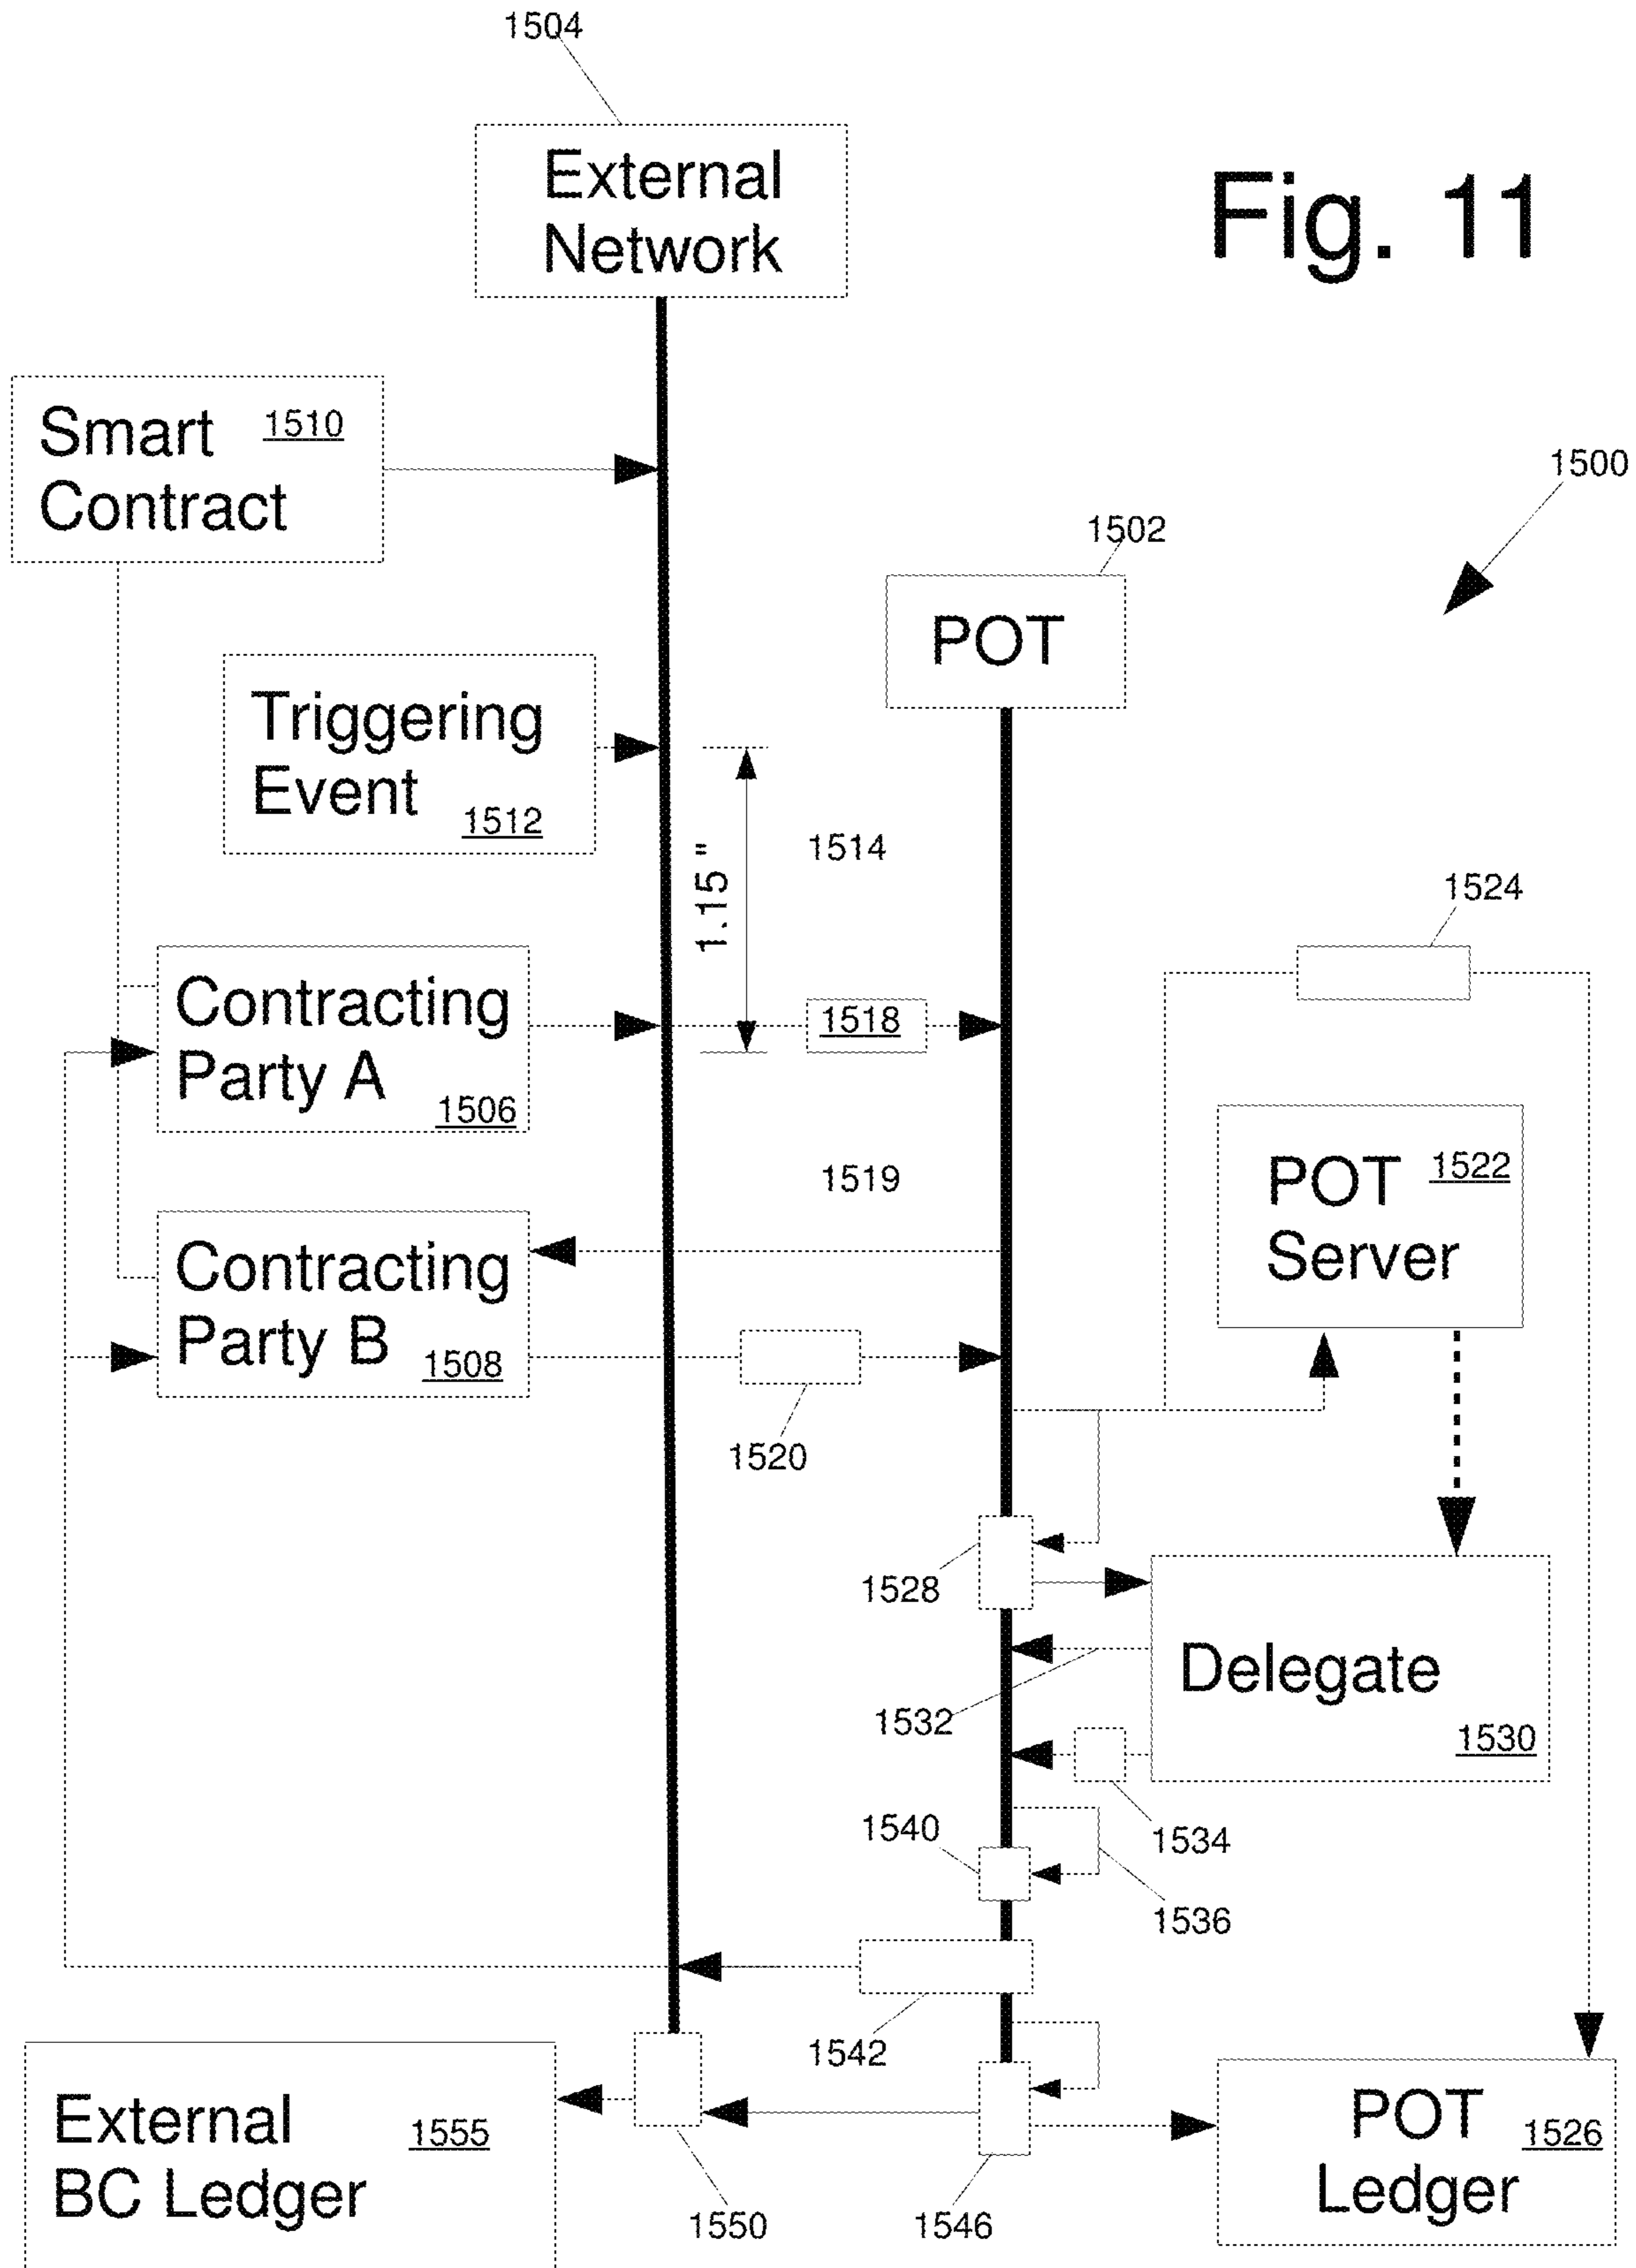 1504
External
Network
Fig. 11
Smart
Contract
1510
1500
1502
POT
Triggering
Event
1512
1514
1.15"
1524
Contracting
Party A
1506
1518
1519
POT
Server
1522
Contracting
Party B
1508
1520
1528
Delegate
1530
1532
1534
1540
1536
1542
External
BC Ledger
1555
POT
Ledger
1526
1550
1546